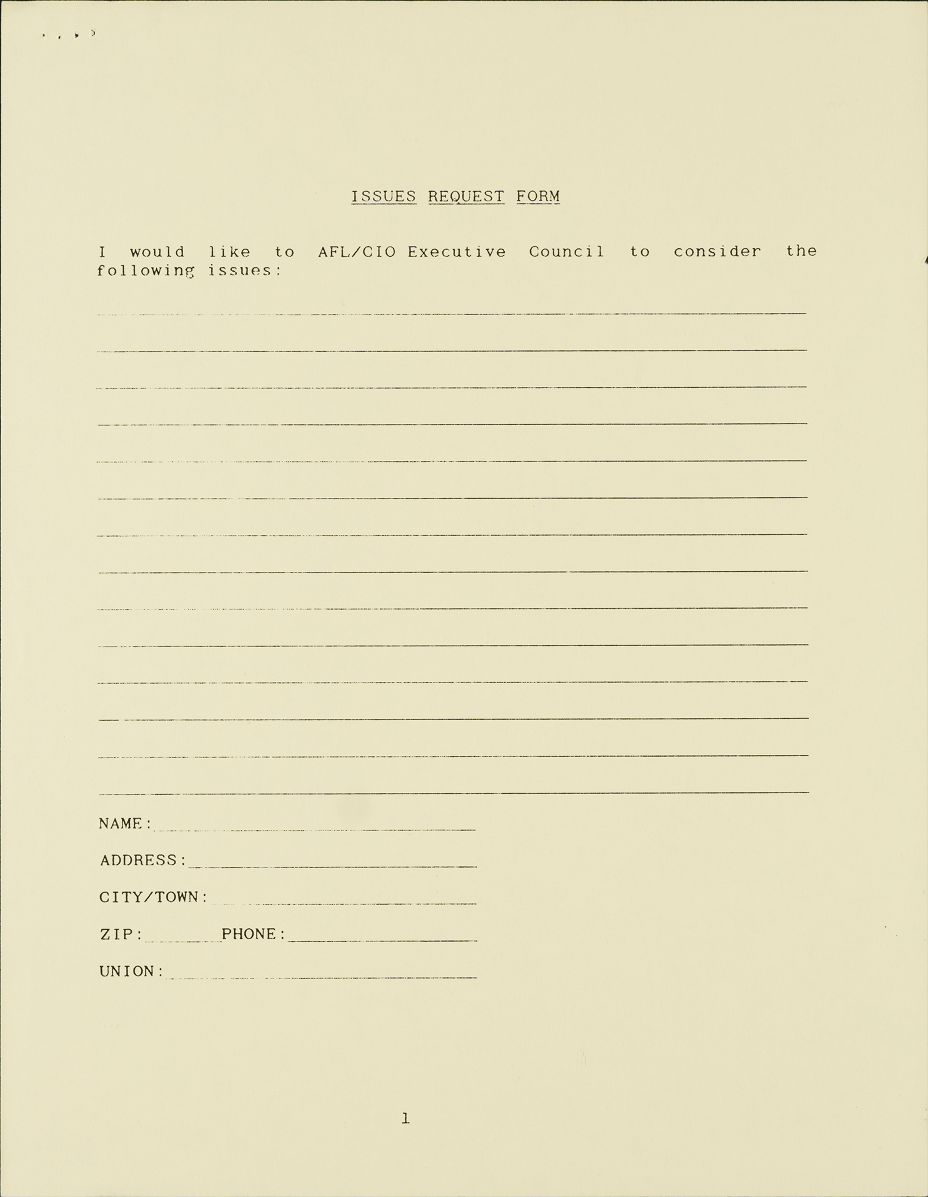 ISSUES REQUEST FORM
I would like to AFL/CIO Executive Council to consider the
following issues:
NAME:
ADDRESS:
CITY/TOWN:
ZIP: PHONE:
UNION:
1